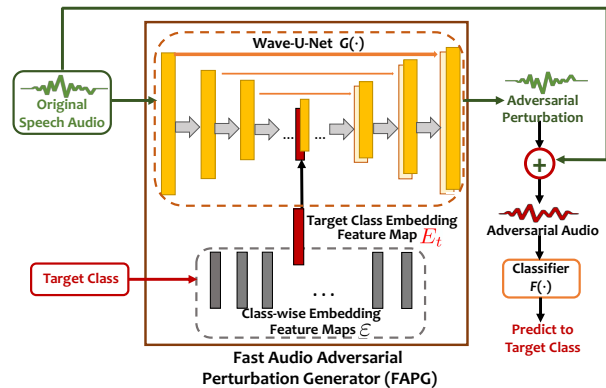 Wave-U-Net G(·)
Original
Speech Audio
Adversarial
Perturbation
... ...
+
Target Class Embedding
Feature Map E_t
Adversarial Audio
Target Class
...
Classifier
F(·)
Class-wise Embedding
Feature Maps ε
Predict to
Target Class
Fast Audio Adversarial
Perturbation Generator (FAPG)